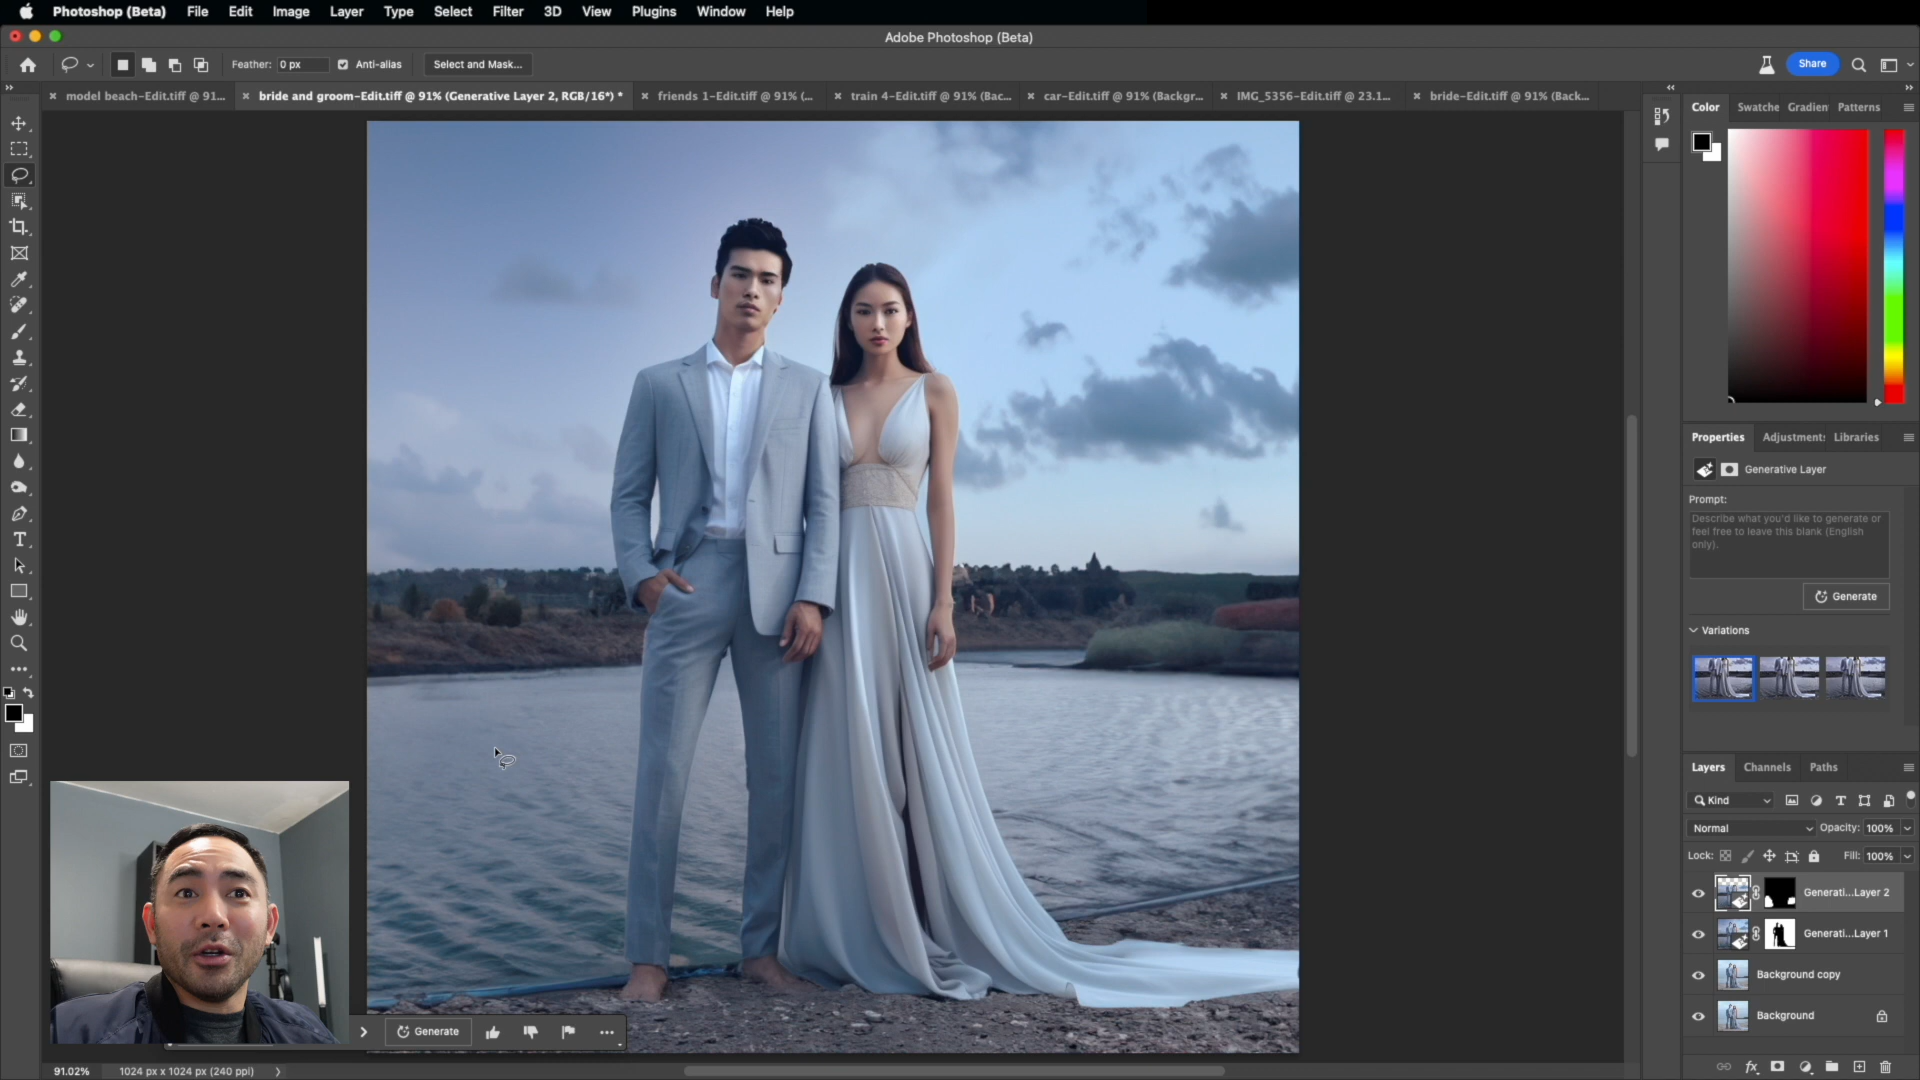 Photoshop (Beta) File Edit Image Layer Type Select Filter 3D View Plugins Window Help
Adobe Photoshop (Beta)
Feather: 0 px Anti-alias Select and Mask... Share
model beach-Edit.tiff @ 91... bride and groom-Edit.tiff @ 91% (Generative Layer 2, RGB/16*) * friends 1-Edit.tiff @ 91% (... train 4-Edit.tiff @ 91% (Bac... car-Edit.tiff @ 91% (Backgr... IMG_5356-Edit.tiff @ 23.1... bride-Edit.tiff @ 91% (Back...
Color Swatche Gradien Patterns
Properties Adjustment: Libraries
Generative Layer
Prompt:
Describe what you'd like to generate or
feel free to leave this blank (English
only).
Generate
Variations
Layers Channels Paths
Kind
Normal Opacity: 100%
Lock: Fill: 100%
Generati...Layer 2
Generati...Layer 1
Background copy
Background
Generate
91.02% 1024 px x 1024 px (240 ppi)